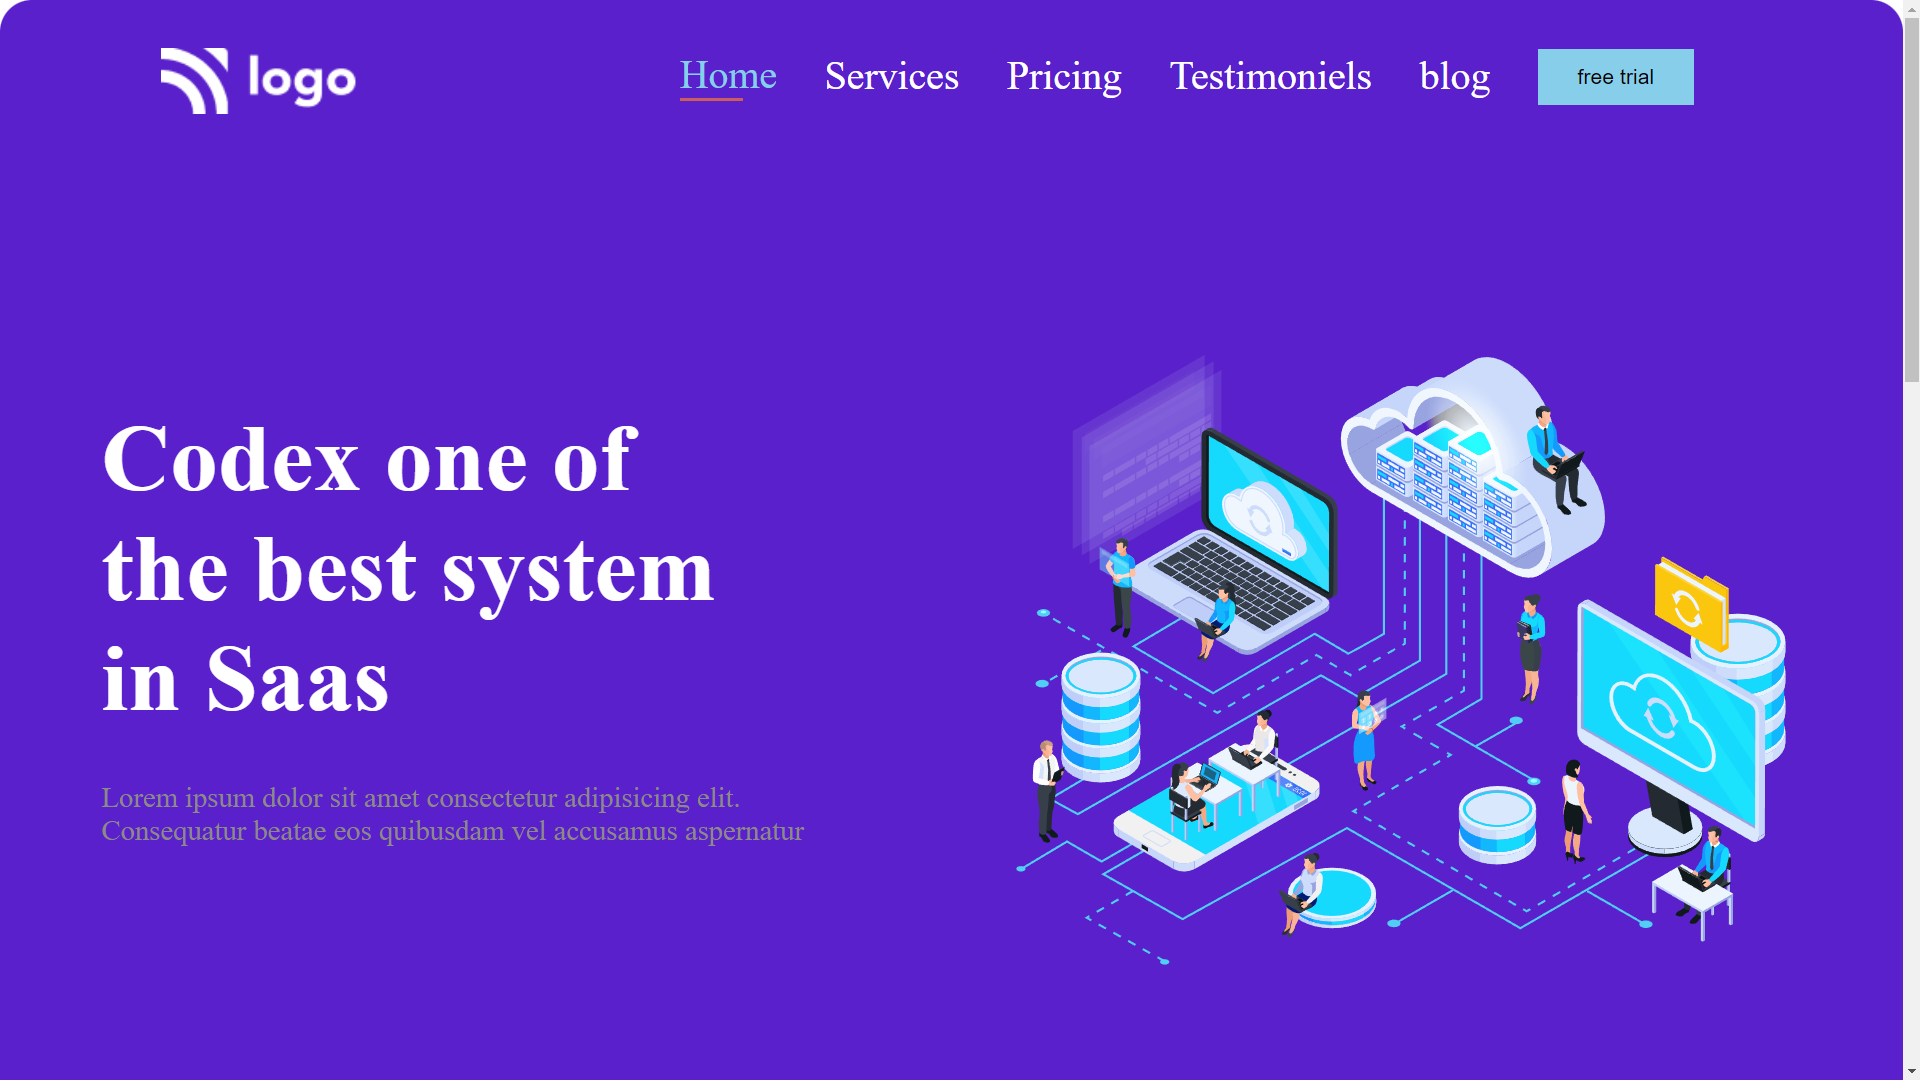 logo
Home
Services
Pricing
Testimoniels
blog
free trial
Codex one of
the best system
in Saas
Lorem ipsum dolor sit amet consectetur adipisicing elit.
Consequatur beatae eos quibusdam vel accusamus aspernatur